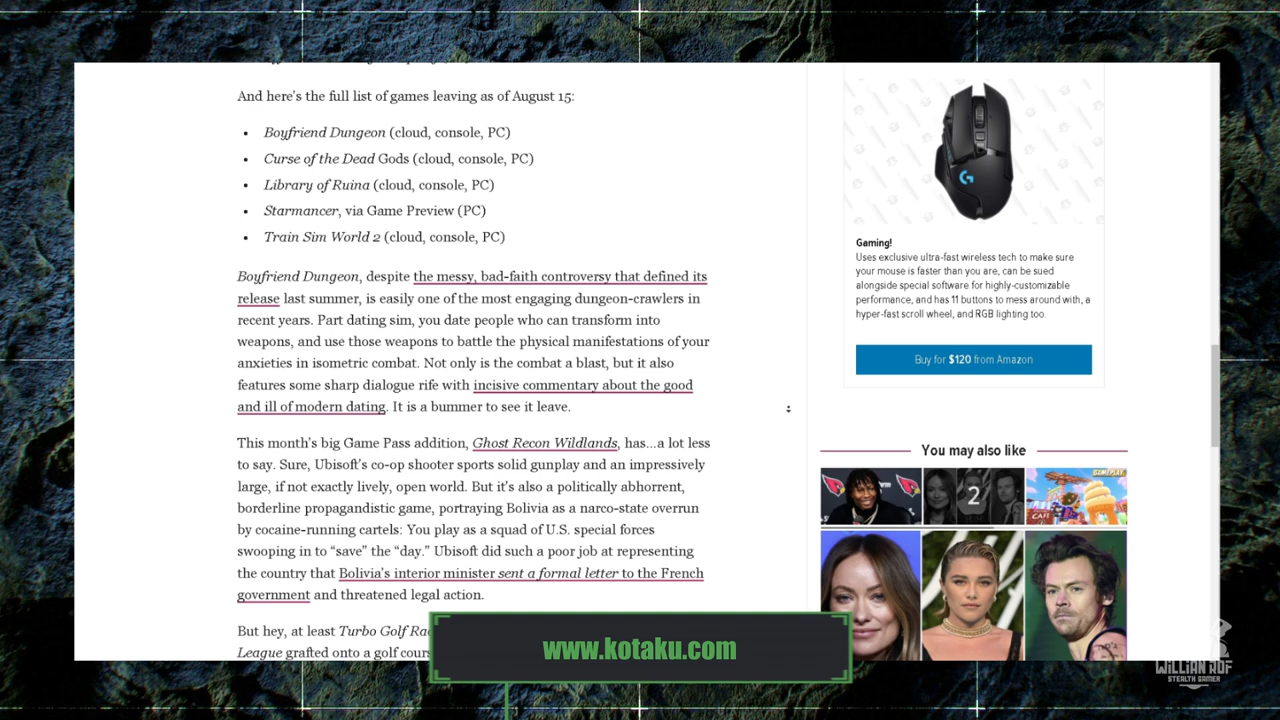 And here's the full list of games leaving as of August 15:
• Boyfriend Dungeon (cloud, console, PC)
• Curse of the Dead Gods (cloud, console, PC)
• Library of Ruina (cloud, console, PC)
• Starmancer, via Game Preview (PC)
• Train Sim World 2 (cloud, console, PC)
Boyfriend Dungeon, despite the messy, bad-faith controversy that defined its
release last summer, is easily one of the most engaging dungeon-crawlers in
recent years. Part dating sim, you date people who can transform into
weapons, and use those weapons to battle the physical manifestations of your
anxieties in isometric combat. Not only is the combat a blast, but it also
features some sharp dialogue rife with incisive commentary about the good
and ill of modern dating. It is a bummer to see it leave.
This month's big Game Pass addition, Ghost Recon Wildlands, has…a lot less
to say. Sure, Ubisoft's co-op shooter sports solid gunplay and an impressively
large, if not exactly lively, open world. But it's also a politically abhorrent,
borderline propagandistic game, portraying Bolivia as a narco-state overrun
by cocaine-running cartels: You play as a squad of U.S. special forces
swooping in to “save” the “day.” Ubisoft did such a poor job at representing
the country that Bolivia's interior minister sent a formal letter to the French
government and threatened legal action.
But hey, at least Turbo Golf
League grafted onto a golf
Gaming!
Uses exclusive ultra-fast wireless tech to make sure
your mouse is faster than you are, can be sued
alongside special software for highly-customizable
performance, and has 11 buttons to mess around with, a
hyper-fast scroll wheel, and RGB lighting too.
Buy for $120 from Amazon
You may also like
2
GAMEPLAY
CAFE
www.kotaku.com
WILLIAN ROF
STEALTH GAMER